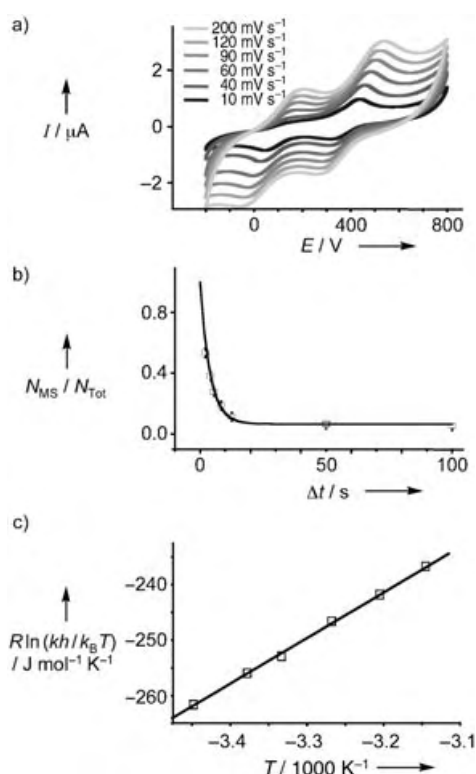 a)
200 mV s⁻¹
120 mV s⁻¹
90 mV s⁻¹
60 mV s⁻¹
40 mV s⁻¹
10 mV s⁻¹
2
0
−2
I / μA
0 400 800
E / V
b)
0.8
0.4
0.0
N_MS / N_Tot
0 50 100
Δt / s
c)
−240
−250
−260
R ln (kh / k_B T)
/ J mol⁻¹ K⁻¹
−3.4 −3.3 −3.2 −3.1
T / 1000 K⁻¹